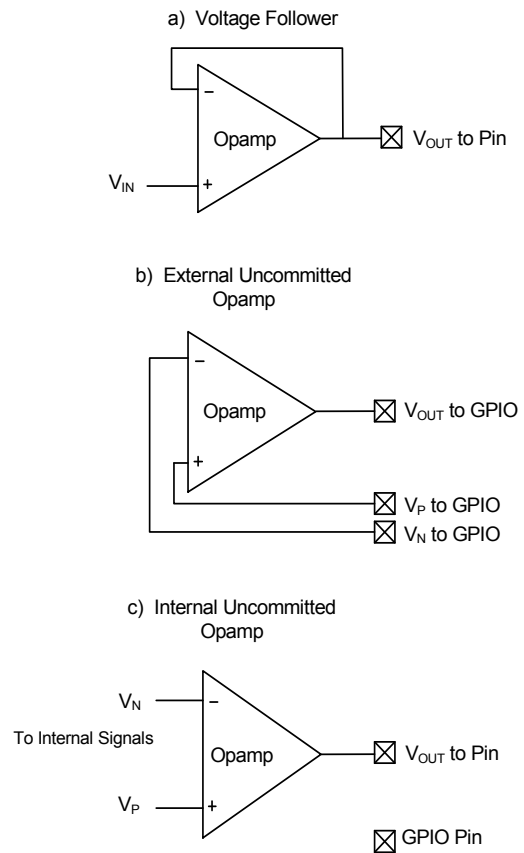 a) Voltage Follower
−
Opamp
V_OUT to Pin
V_IN
+
b) External Uncommitted
Opamp
−
Opamp
V_OUT to GPIO
+
V_P to GPIO
V_N to GPIO
c) Internal Uncommitted
Opamp
V_N
−
To Internal Signals
Opamp
V_OUT to Pin
V_P
+
GPIO Pin